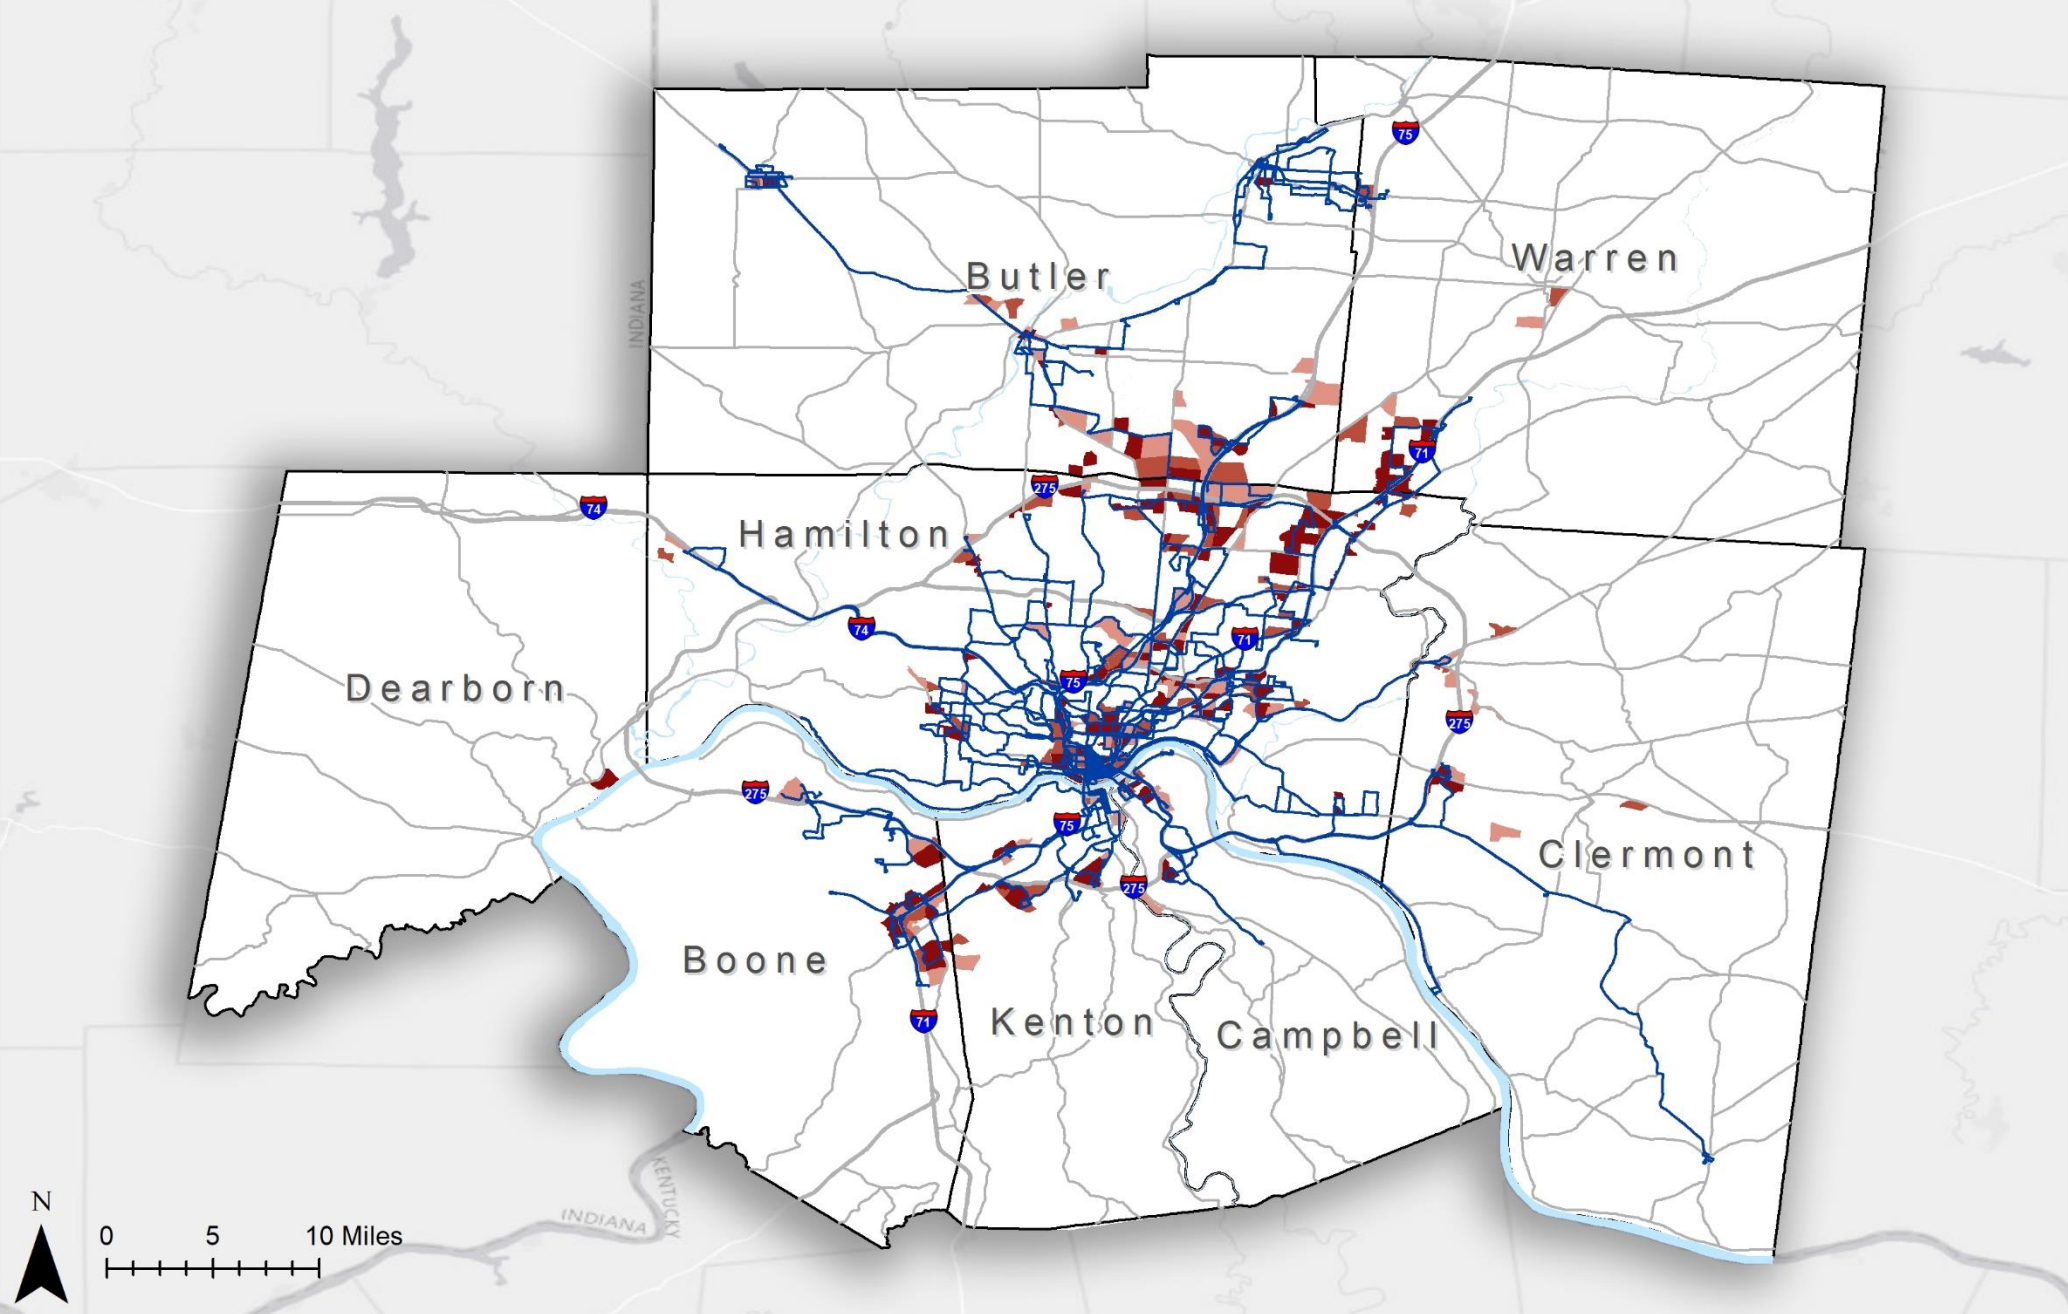 75
Warren
Butler
INDIANA
71
275
74
Hamilton
74
71
75
Dearborn
275
275
75
Clermont
275
Boone
71
Kenton
Campbell
KENTUCKY
INDIANA
N
0 5 10 Miles